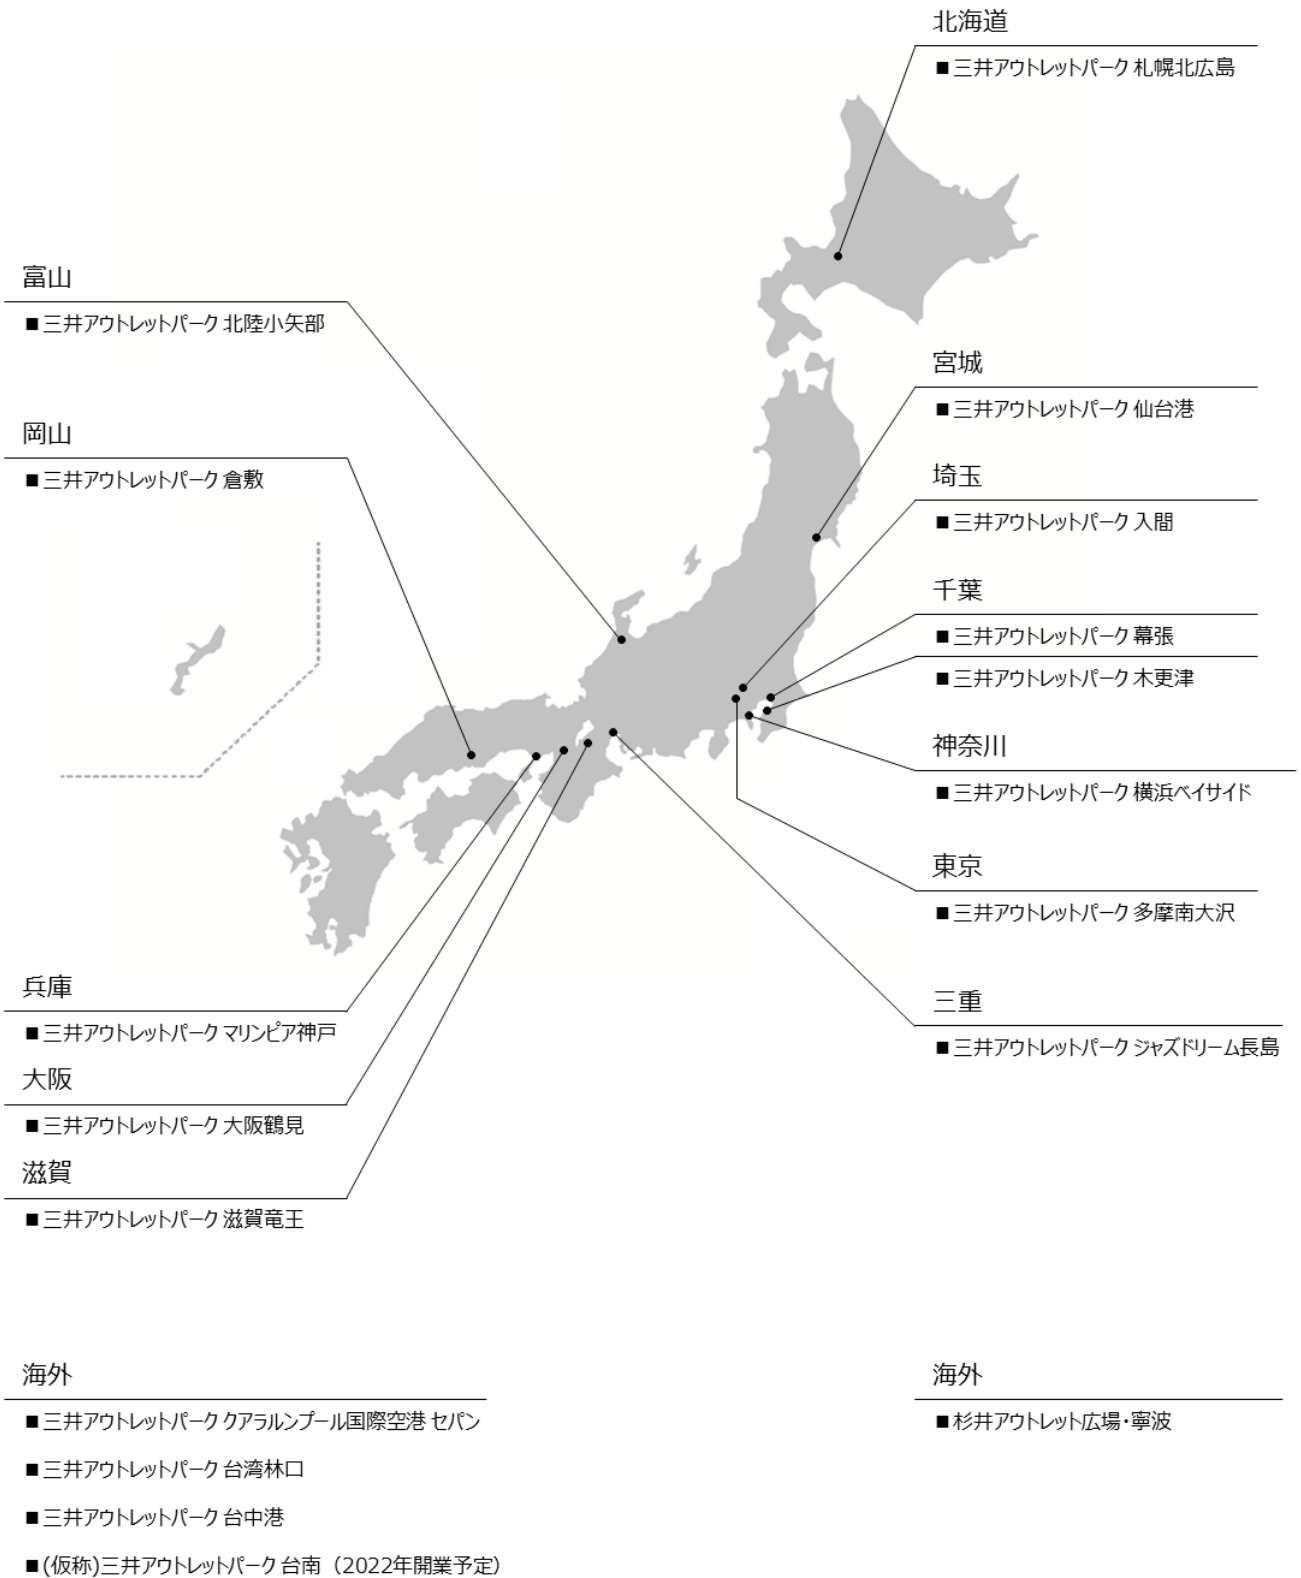 北海道
■三井アウトレットパーク 札幌北広島
富山
■三井アウトレットパーク 北陸小矢部
宮城
■三井アウトレットパーク 仙台港
岡山
■三井アウトレットパーク 倉敷
埼玉
■三井アウトレットパーク 入間
千葉
■三井アウトレットパーク 幕張
■三井アウトレットパーク 木更津
神奈川
■三井アウトレットパーク 横浜ベイサイド
東京
■三井アウトレットパーク 多摩南大沢
三重
■三井アウトレットパーク ジャズドリーム長島
兵庫
■三井アウトレットパーク マリンピア神戸
大阪
■三井アウトレットパーク 大阪鶴見
滋賀
■三井アウトレットパーク 滋賀竜王
海外
■三井アウトレットパーク クアラルンプール国際空港 セパン
■三井アウトレットパーク 台湾林口
■三井アウトレットパーク 台中港
■(仮称)三井アウトレットパーク 台南（2022年開業予定）
海外
■杉井アウトレット広場・寧波